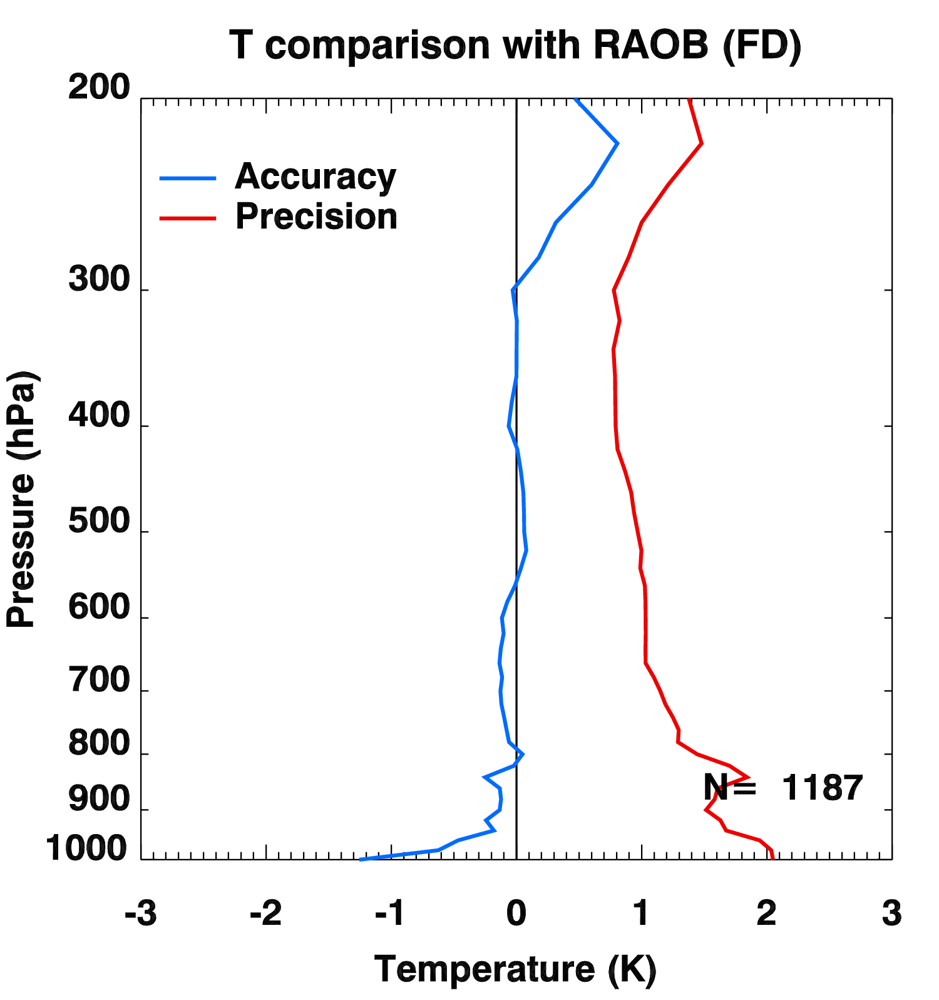 T comparison with RAOB (FD)
200
Accuracy
Precision
300
400
500
600
700
800
900
1000
N= 1187
Pressure (hPa)
-3 -2 -1 0 1 2 3
Temperature (K)